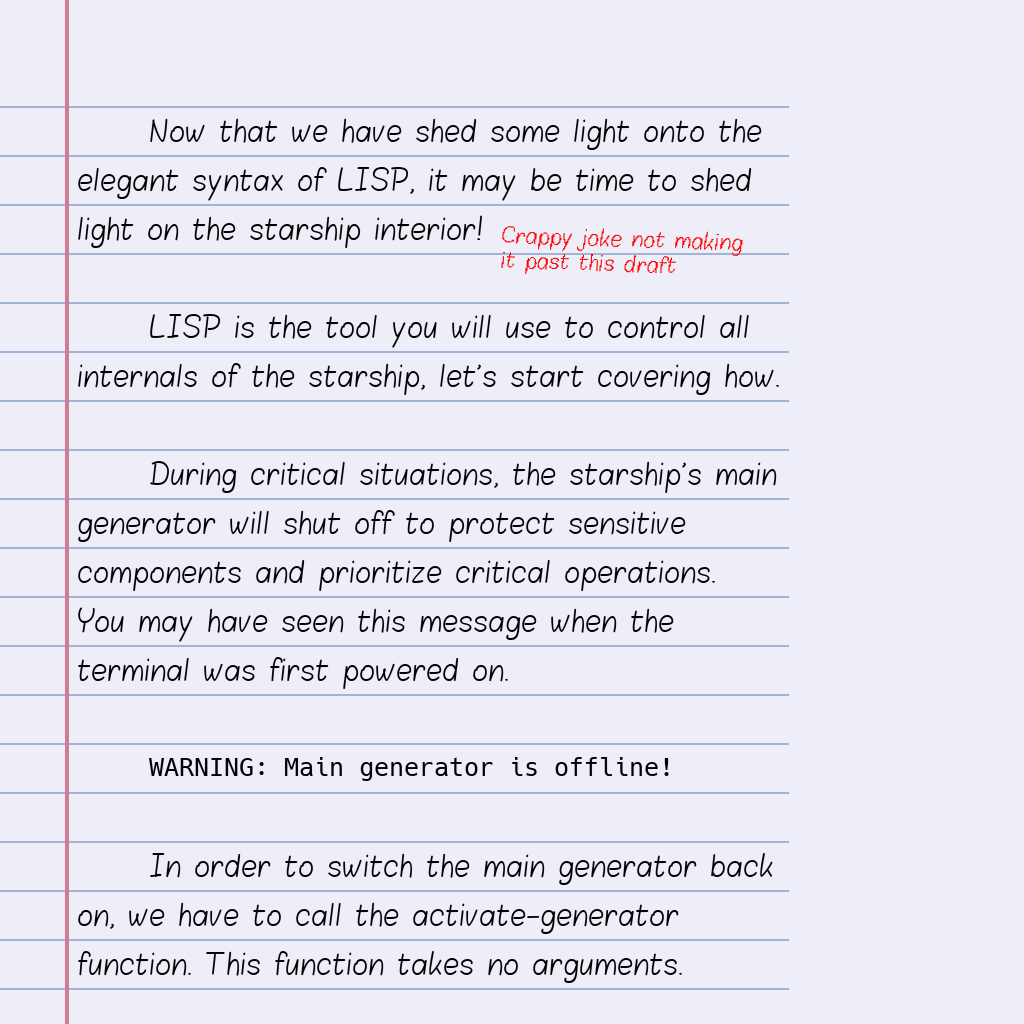 Now that we have shed some light onto the
elegant syntax of LISP, it may be time to shed
light on the starship interior!
Crappy joke not making
it past this draft
LISP is the tool you will use to control all
internals of the starship, let's start covering how.
During critical situations, the starship's main
generator will shut off to protect sensitive
components and prioritize critical operations.
You may have seen this message when the
terminal was first powered on.
WARNING: Main generator is offline!
In order to switch the main generator back
on, we have to call the activate-generator
function. This function takes no arguments.